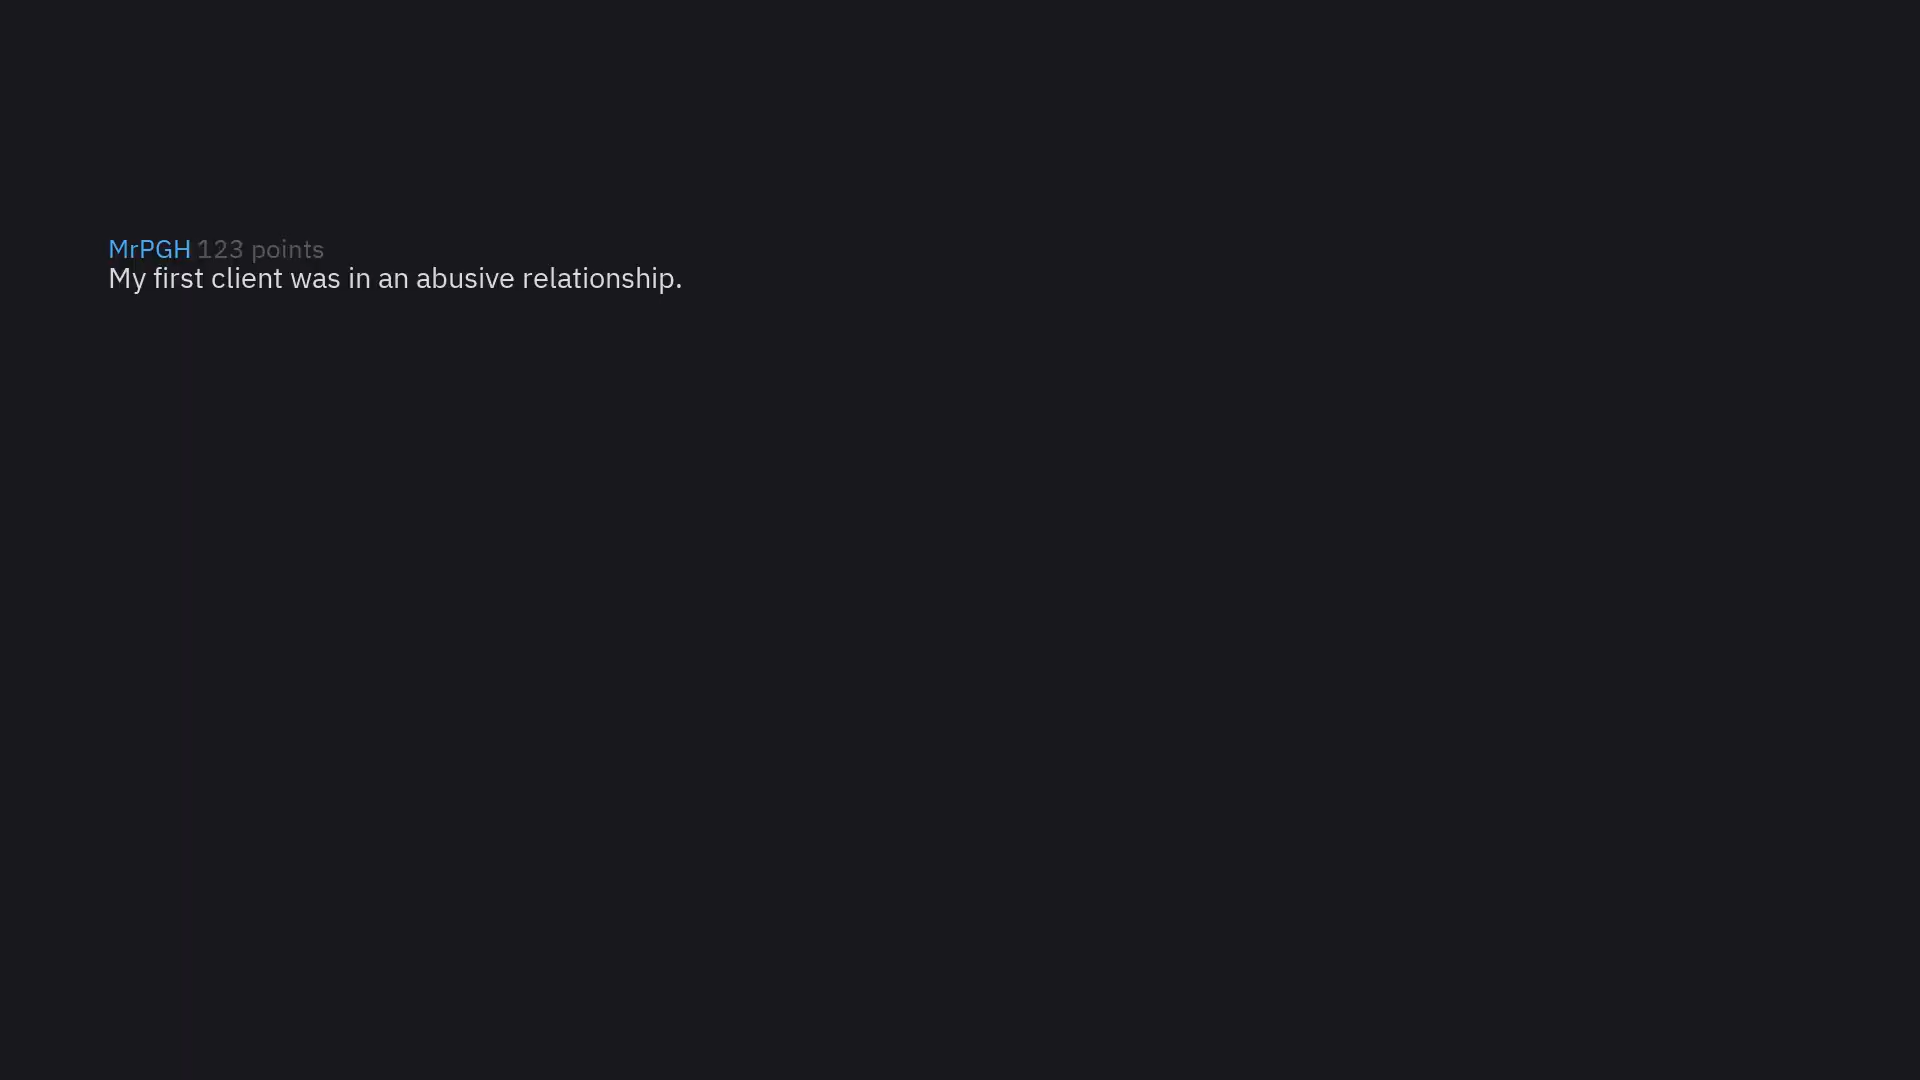 MrPGH 123 points
My first client was in an abusive relationship.